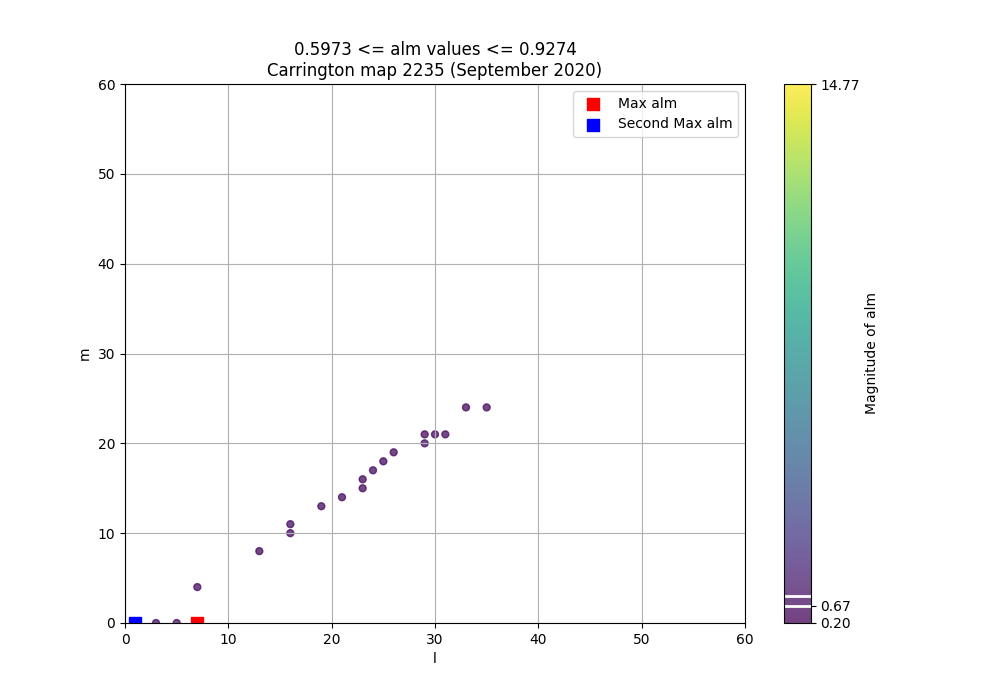 0.5973 <= alm values <= 0.9274
Carrington map 2235 (September 2020)
Max alm
Second Max alm
60
50
40
30
20
10
0
m
0 10 20 30 40 50 60
l
14.77
0.67
0.20
Magnitude of alm